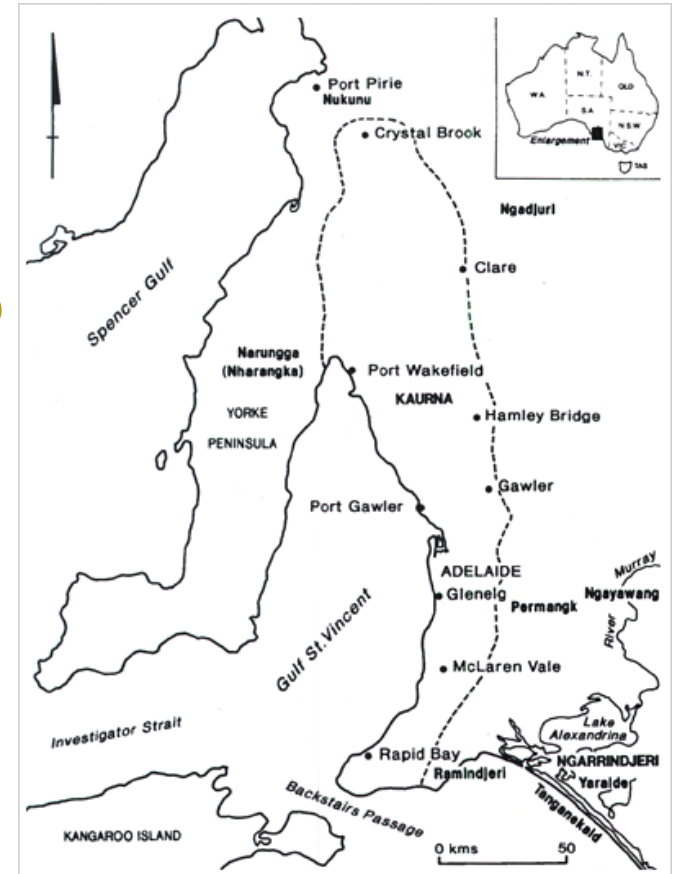 Port Pirie
Nukunu
Crystal Brook
W.A.
N.T.
QLD
S.A.
N.S.W.
VIC
TAS
Enlargement
Ngadjuri
Clare
Spencer Gulf
Narungga
(Nharangka)
Port Wakefield
KAURNA
YORKE
PENINSULA
Hamley Bridge
Gawler
Port Gawler
ADELAIDE
Glenelg
Permangk
Murray
River
Ngayawang
Gulf St.Vincent
McLaren Vale
Investigator Strait
Rapid Bay
Ramindjeri
Lake
Alexandrina
NGARRINDJERI
Yaralde
Tanganekald
Backstairs Passage
KANGAROO ISLAND
0 kms 50